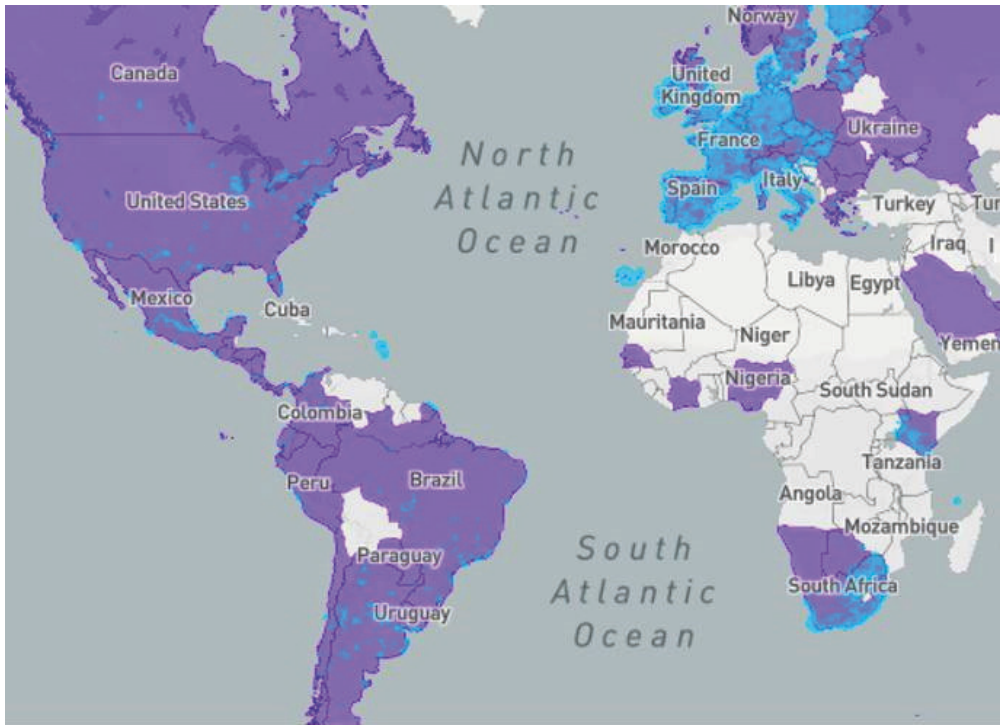 Norway
Canada
United
Kingdom
Ukraine
France
North
Atlantic
Ocean
Italy
Spain
United States
Turkey
Tur
Morocco
Iraq
I
Libya
Egypt
Mexico
Cuba
Mauritania
Niger
Yemen
Nigeria
South Sudan
Colombia
Tanzania
Peru
Brazil
Angola
Mozambique
South
Atlantic
Ocean
Paraguay
South Africa
Uruguay